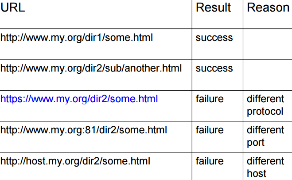 URL Result Reason
http://www.my.org/dir1/some.html success
http://www.my.org/dir2/sub/another.html success
https://www.my.org/dir2/some.html failure different
protocol
http://www.my.org:81/dir2/some.html failure different
port
http://host.my.org/dir2/some.html failure different
host